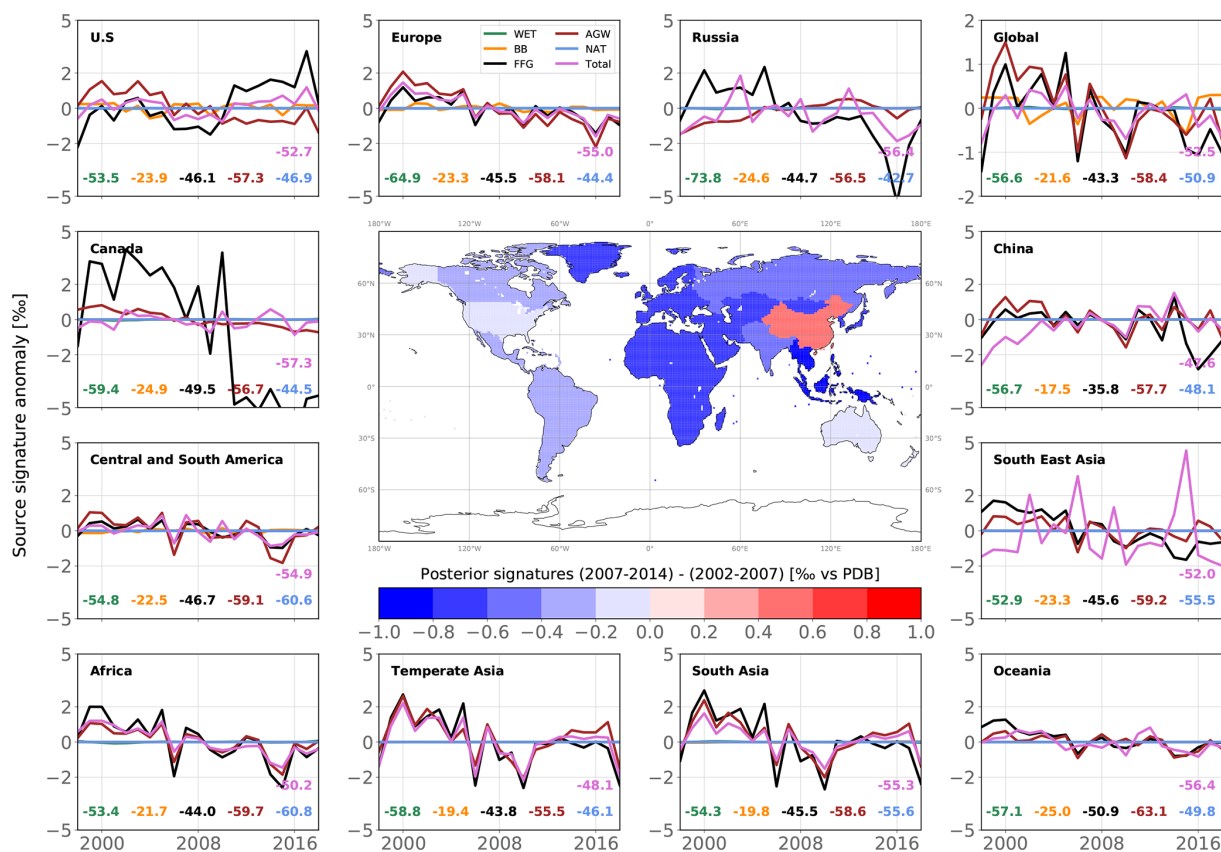 U.S
5
2
0
−2
−5
-52.7
-53.5 -23.9 -46.1 -57.3 -46.9
Europe
WET
BB
FFG
AGW
NAT
Total
5
2
0
−2
−5
-55.0
-64.9 -23.3 -45.5 -58.1 -44.4
Russia
5
2
0
−2
−5
-56.4
-73.8 -24.6 -44.7 -56.5 -42.7
Global
2
1
0
-1
-2
-56.6 -21.6 -43.3 -58.4 -50.9
Source signature anomaly [‰]
Canada
5
2
0
−2
−5
-57.3
-59.4 -24.9 -49.5 -56.7 -44.5
180°W 120°W 60°W 0° 60°E 120°E 180°E
60°N 60°N
30°N 30°N
0° 0°
30°S 30°S
60°S 60°S
180°W 120°W 60°W 0° 60°E 120°E 180°E
China
5
2
0
−2
−5
-47.6
-56.7 -17.5 -35.8 -57.7 -48.1
Central and South America
5
2
0
−2
−5
-54.9
-54.8 -22.5 -46.7 -59.1 -60.6
Posterior signatures (2007-2014) - (2002-2007) [‰ vs PDB]
−1.0 −0.8 −0.6 −0.4 −0.2 0.0 0.2 0.4 0.6 0.8 1.0
South East Asia
5
2
0
−2
−5
-52.0
-52.9 -23.3 -45.6 -59.2 -55.5
Africa
5
2
0
−2
−5
-50.2
-53.4 -21.7 -44.0 -59.7 -60.8
2000 2008 2016
Temperate Asia
5
2
0
−2
−5
-48.1
-58.8 -19.4 -43.8 -55.5 -46.1
2000 2008 2016
South Asia
5
2
0
−2
−5
-55.3
-54.3 -19.8 -45.5 -58.6 -55.6
2000 2008 2016
Oceania
5
2
0
−2
−5
-56.4
-57.1 -25.0 -50.9 -63.1 -49.8
2000 2008 2016